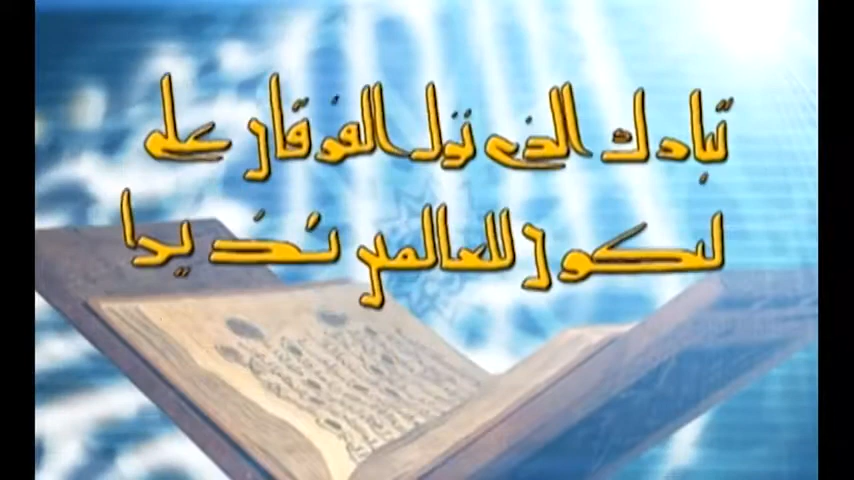 تبارك الذي نزل الفرقان على
ليكون للعالمين نذيرا